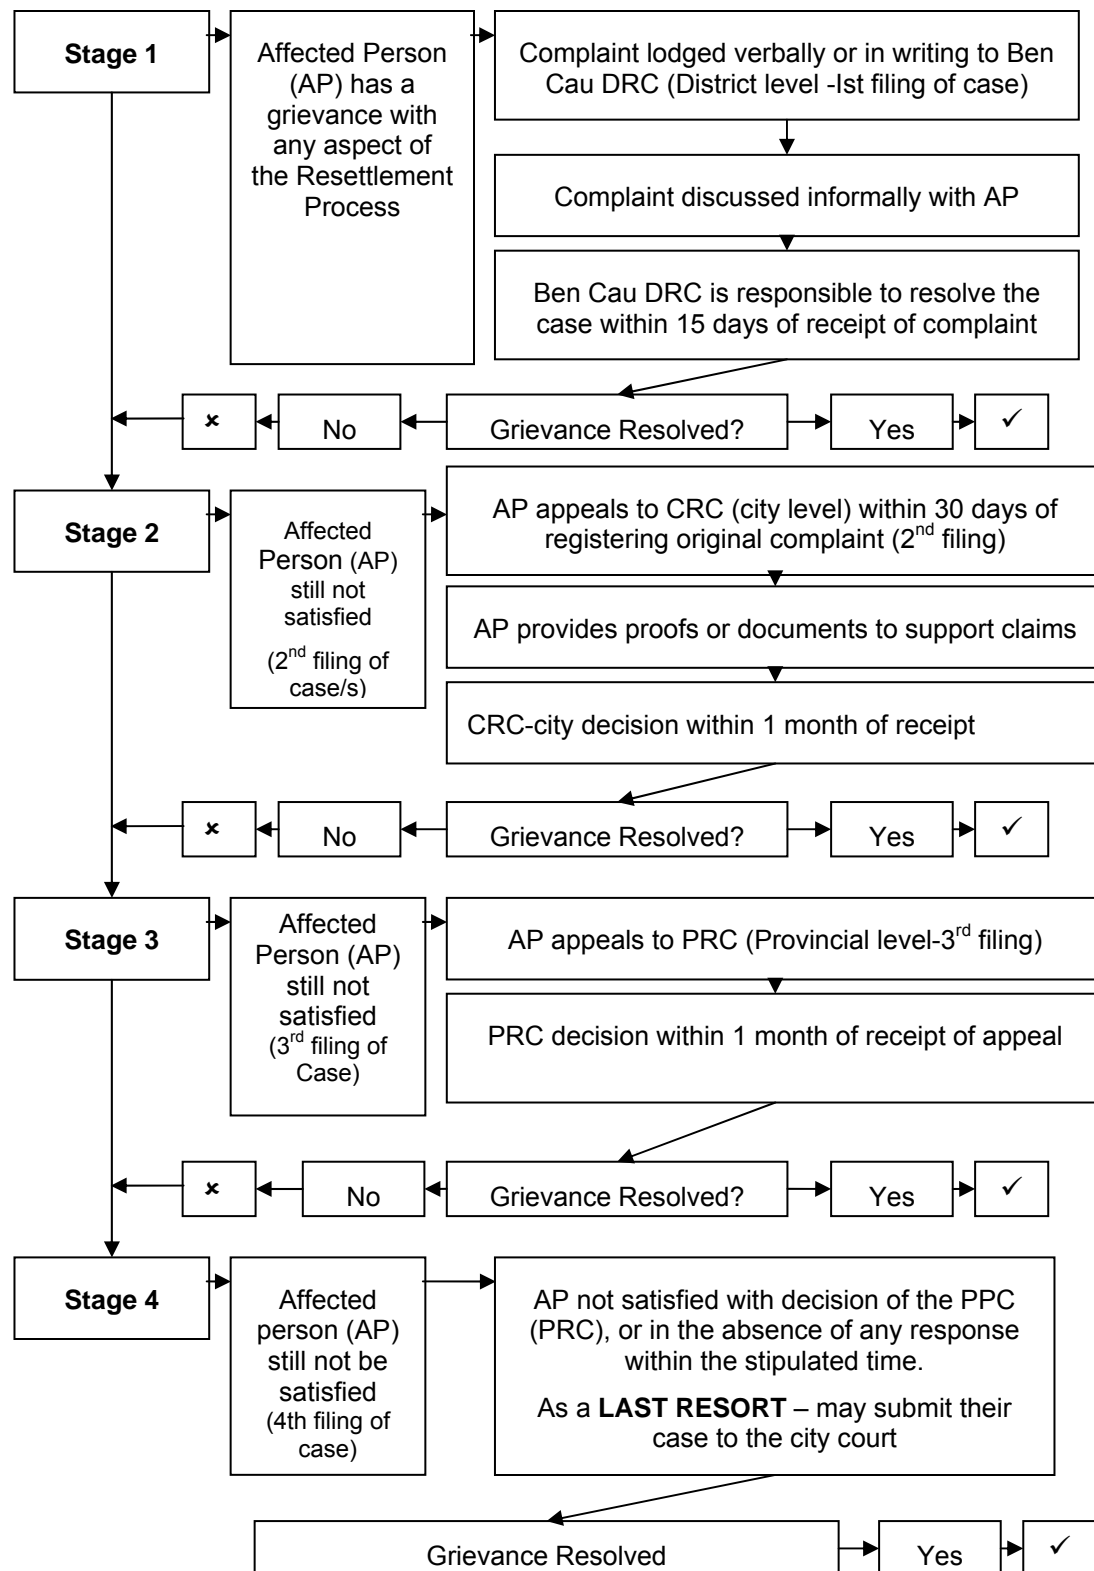 Stage 1
Affected Person
(AP) has a
grievance with
any aspect of
the Resettlement
Process
Complaint lodged verbally or in writing to Ben
Cau DRC (District level -Ist filing of case)
Complaint discussed informally with AP
Ben Cau DRC is responsible to resolve the
case within 15 days of receipt of complaint
× No Grievance Resolved? Yes ✓
Stage 2
Affected
Person (AP)
still not
satisfied
(2nd filing of
case/s)
AP appeals to CRC (city level) within 30 days of
registering original complaint (2nd filing)
AP provides proofs or documents to support claims
CRC-city decision within 1 month of receipt
× No Grievance Resolved? Yes ✓
Stage 3
Affected
Person (AP)
still not
satisfied
(3rd filing of
Case)
AP appeals to PRC (Provincial level-3rd filing)
PRC decision within 1 month of receipt of appeal
× No Grievance Resolved? Yes ✓
Stage 4
Affected
person (AP)
still not be
satisfied
(4th filing of
case)
AP not satisfied with decision of the PPC
(PRC), or in the absence of any response
within the stipulated time.
As a LAST RESORT – may submit their
case to the city court
Grievance Resolved Yes ✓